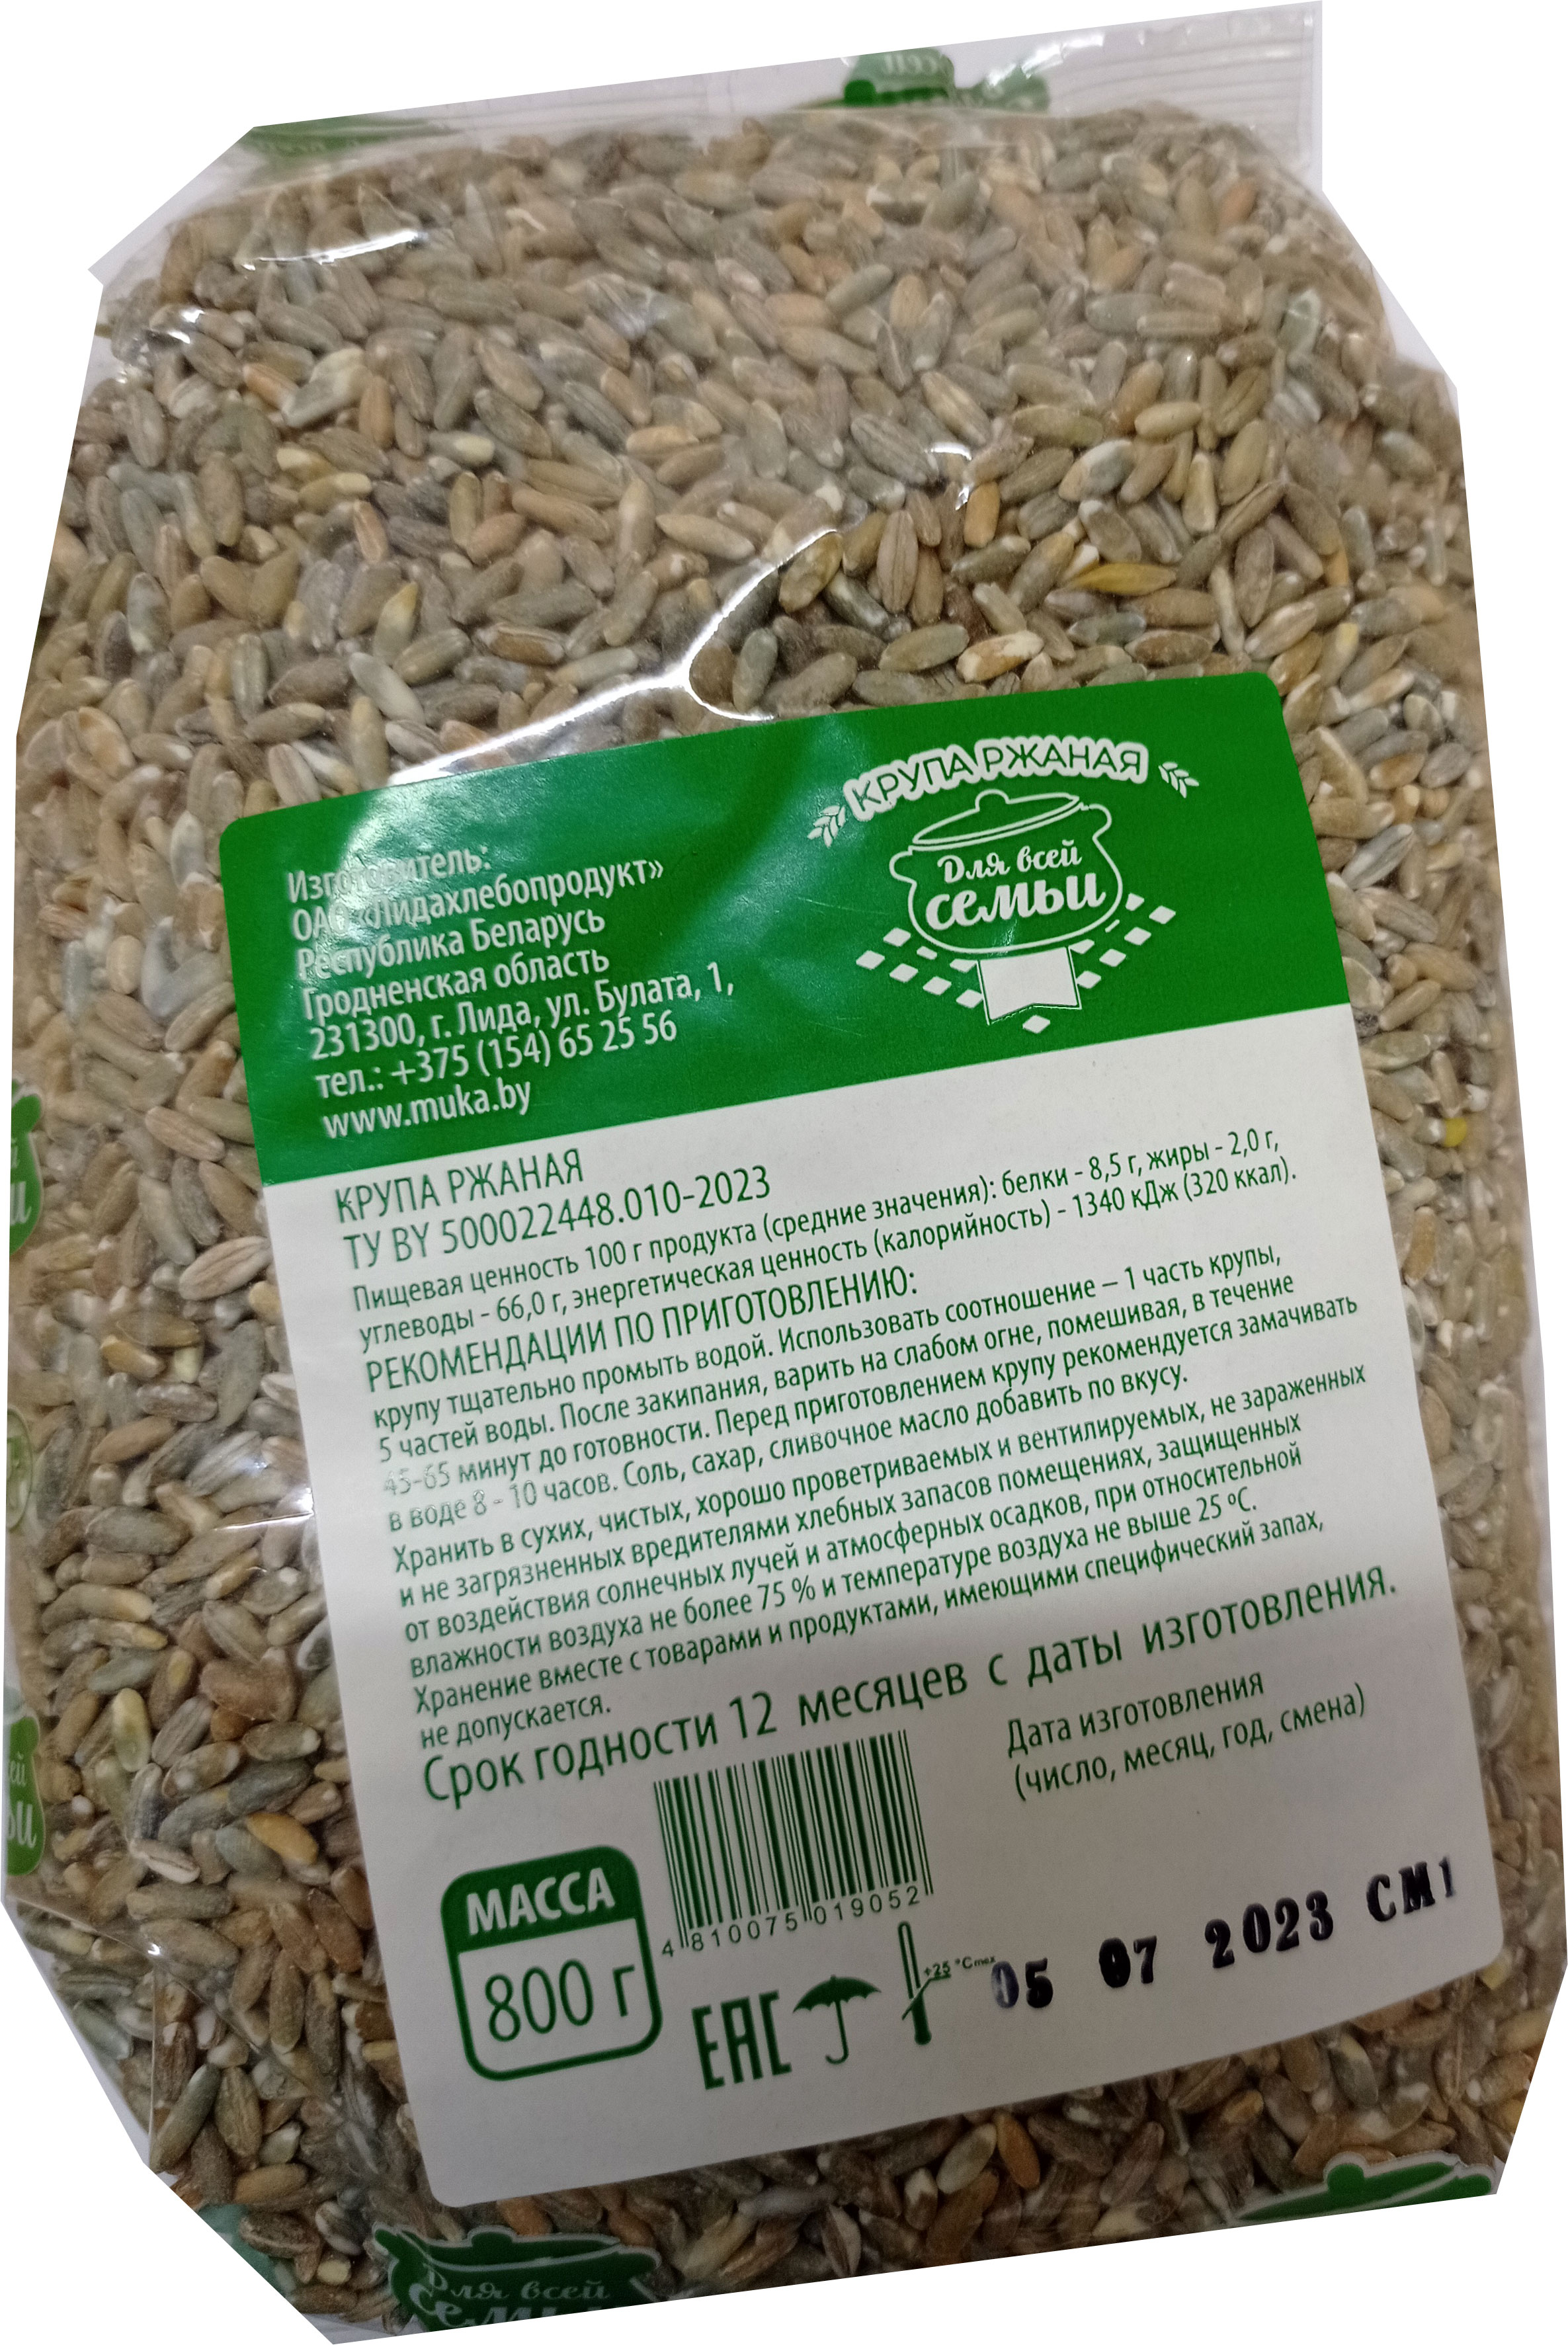 КРУПА РЖАНАЯ
Для всей
семьи
Изготовитель:
ОАО «Лидахлебопродукт»
Республика Беларусь
Гродненская область
231300, г. Лида, ул. Булата, 1,
тел.: +375 (154) 65 25 56
www.muka.by
КРУПА РЖАНАЯ
ТУ BY 500022448.010-2023
Пищевая ценность 100 г продукта (средние значения): белки - 8,5 г, жиры - 2,0 г,
углеводы - 66,0 г, энергетическая ценность (калорийность) - 1340 кДж (320 ккал).
РЕКОМЕНДАЦИИ ПО ПРИГОТОВЛЕНИЮ:
крупу тщательно промыть водой. Использовать соотношение – 1 часть крупы,
5 частей воды. После закипания, варить на слабом огне, помешивая, в течение
45-65 минут до готовности. Перед приготовлением крупу рекомендуется замачивать
в воде 8 - 10 часов. Соль, сахар, сливочное масло добавить по вкусу.
Хранить в сухих, чистых, хорошо проветриваемых и вентилируемых, не зараженных
и не загрязненных вредителями хлебных запасов помещениях, защищенных
от воздействия солнечных лучей и атмосферных осадков, при относительной
влажности воздуха не более 75 % и температуре воздуха не выше 25 ºС.
Хранение вместе с товарами и продуктами, имеющими специфический запах,
не допускается.
Срок годности 12 месяцев с даты изготовления.
Дата изготовления
(число, месяц, год, смена)
МАССА
800 г
4 810075 019052
EAC
+25 °C max
05 07 2023 СМ1
Для всей
семьи